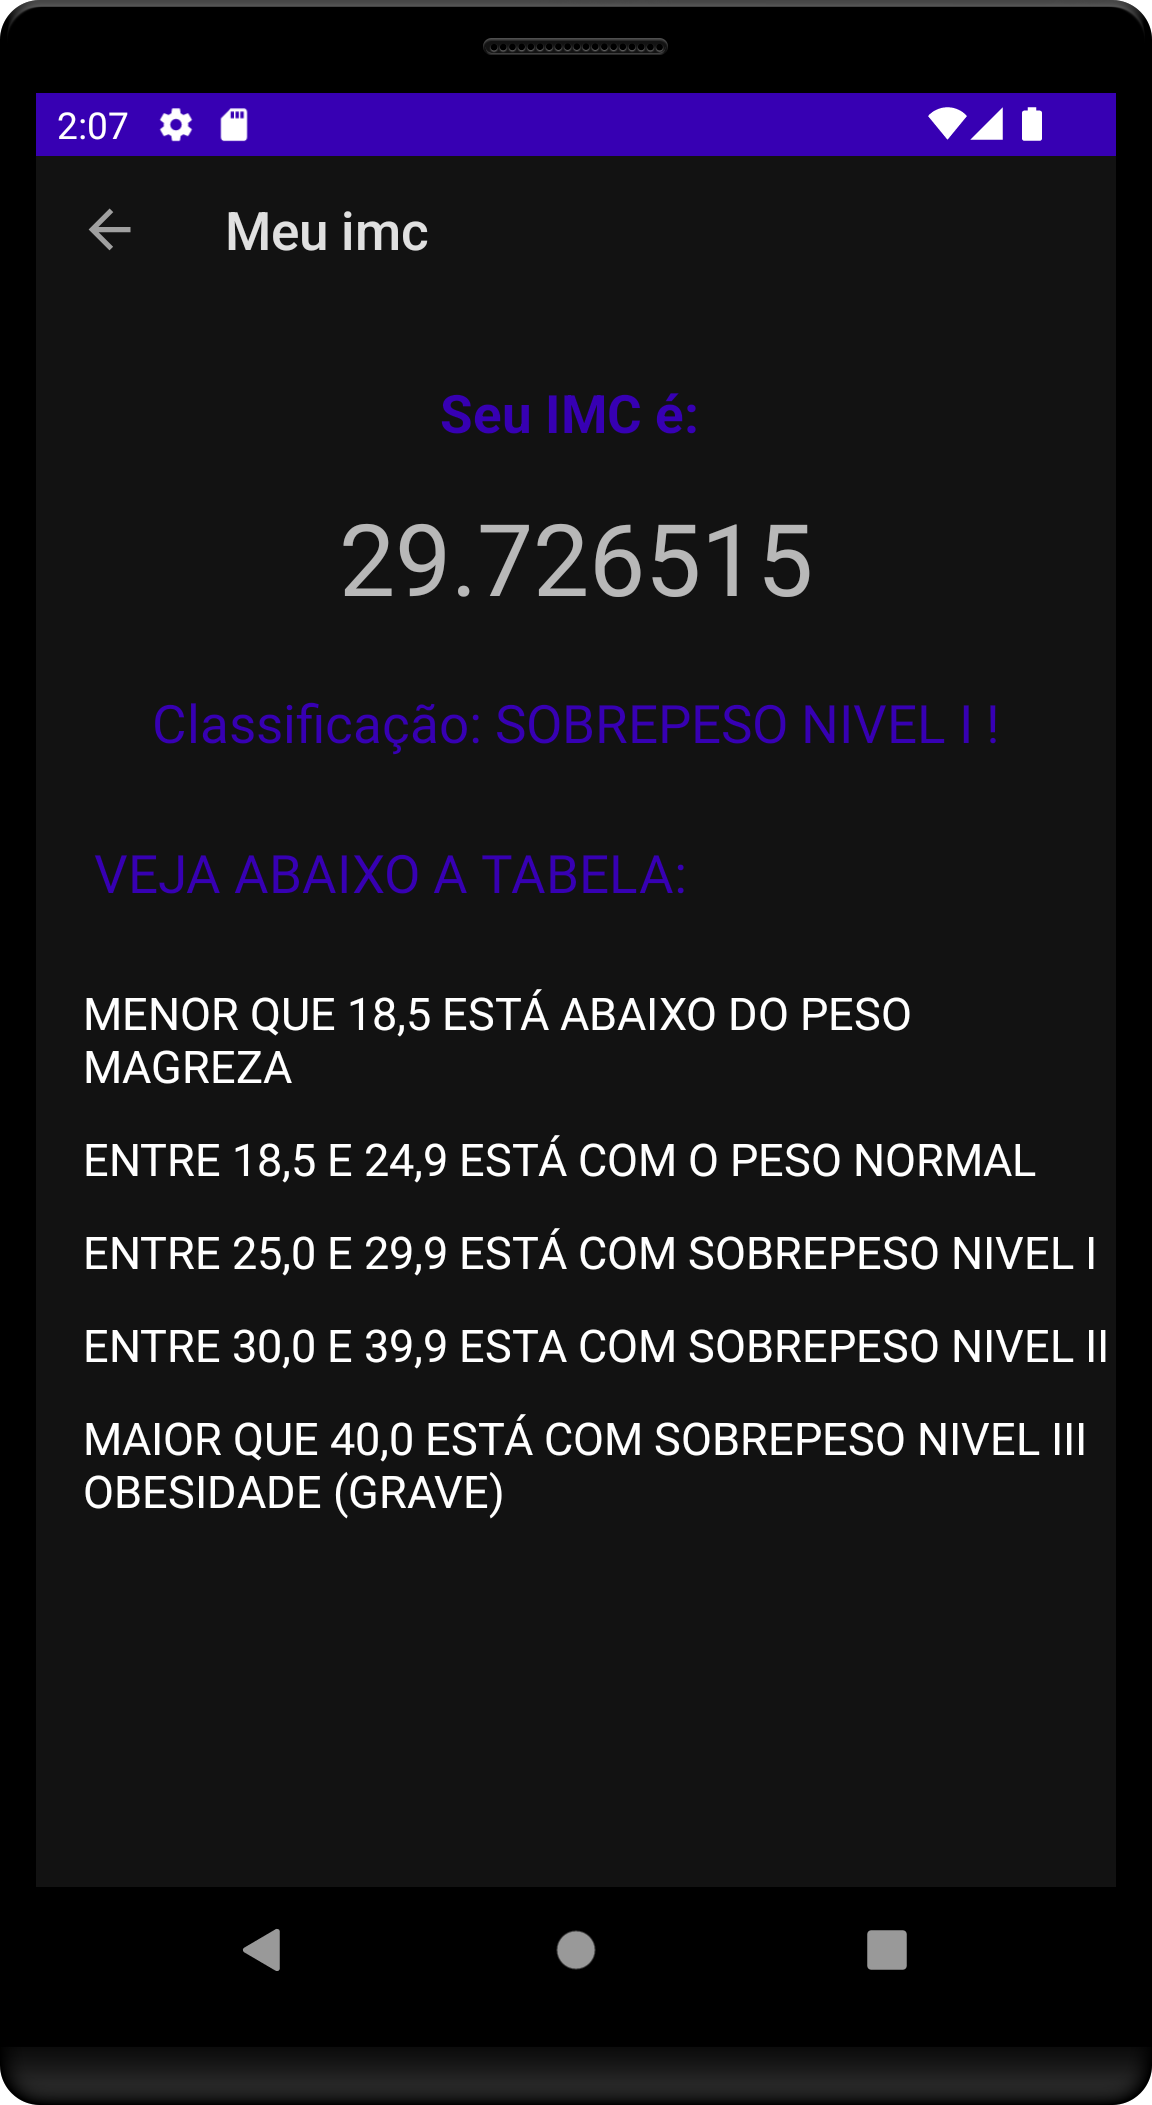 2:07
Meu imc
Seu IMC é:
29.726515
Classificação: SOBREPESO NIVEL I !
VEJA ABAIXO A TABELA:
MENOR QUE 18,5 ESTÁ ABAIXO DO PESO
MAGREZA
ENTRE 18,5 E 24,9 ESTÁ COM O PESO NORMAL
ENTRE 25,0 E 29,9 ESTÁ COM SOBREPESO NIVEL I
ENTRE 30,0 E 39,9 ESTA COM SOBREPESO NIVEL II
MAIOR QUE 40,0 ESTÁ COM SOBREPESO NIVEL III
OBESIDADE (GRAVE)